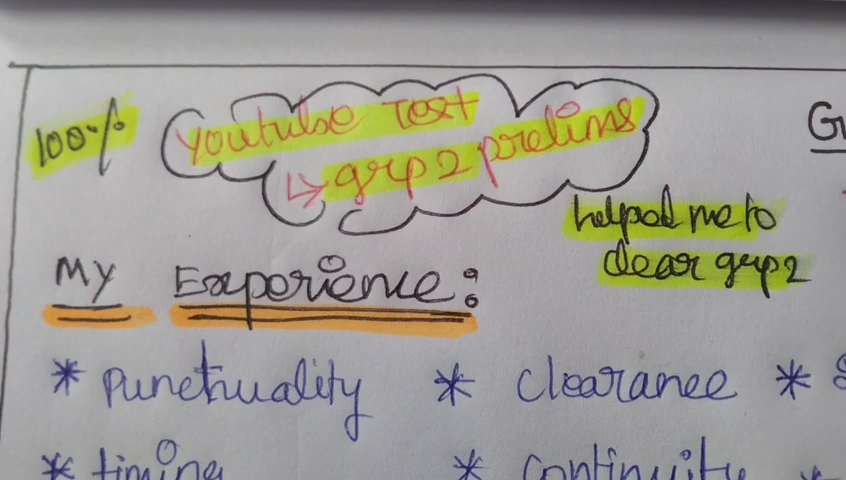 100% Youtube Test
↳ grp 2 prelims
helped me to
clear grp 2
My Experience:
* Punctuality * Clearance *
* timing * Continuity *